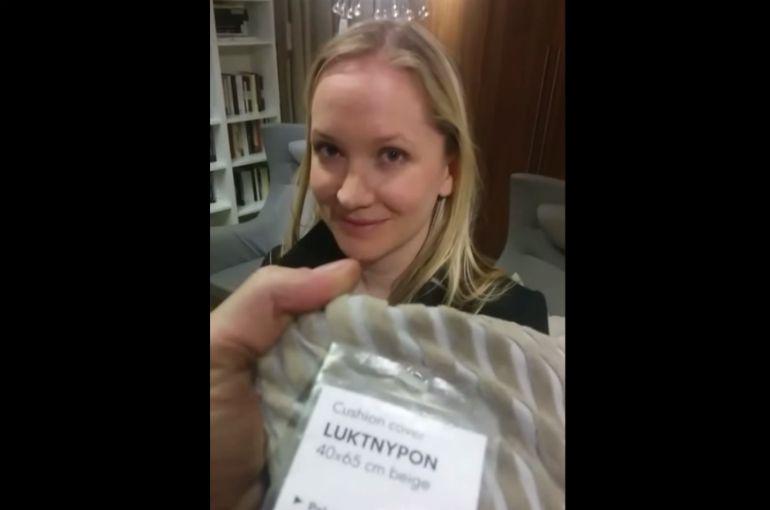 Cushion cover
LUKTNYPON
40x65 cm beige